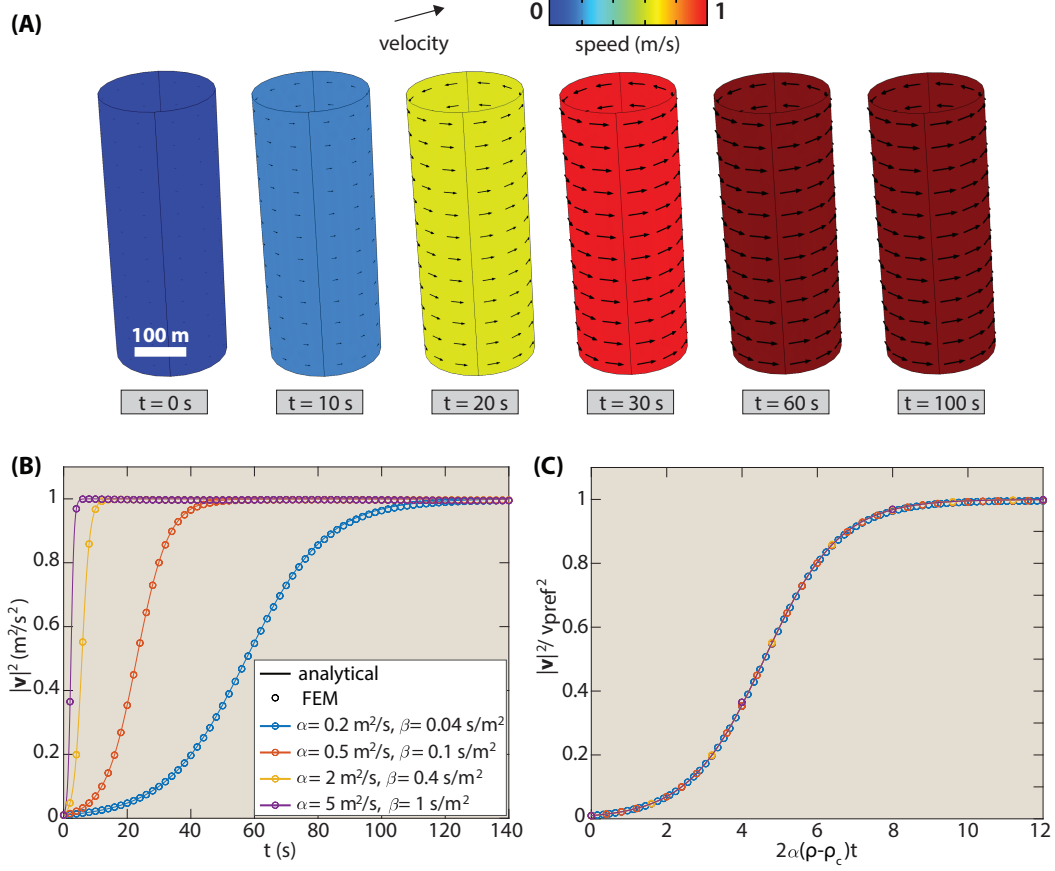 (A)
velocity
0 1
speed (m/s)
100 m
t = 0 s
t = 10 s
t = 20 s
t = 30 s
t = 60 s
t = 100 s
(B)
1
0.8
0.6
0.4
0.2
0
|v|² (m²/s²)
0 20 40 60 80 100 120 140
t (s)
analytical
FEM
α= 0.2 m²/s, β= 0.04 s/m²
α= 0.5 m²/s, β= 0.1 s/m²
α= 2 m²/s, β= 0.4 s/m²
α= 5 m²/s, β= 1 s/m²
(C)
1
0.8
0.6
0.4
0.2
0
|v|²/ vpref²
0 2 4 6 8 10 12
2α(ρ-ρc)t